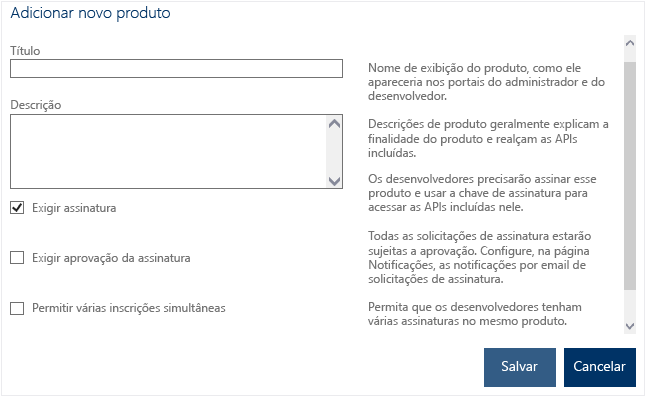 Adicionar novo produto
Título
Nome de exibição do produto, como ele
apareceria nos portais do administrador e do
desenvolvedor.
Descrição
Descrições de produto geralmente explicam a
finalidade do produto e realçam as APIs
incluídas.
Exigir assinatura
Os desenvolvedores precisarão assinar esse
produto e usar a chave de assinatura para
acessar as APIs incluídas nele.
Exigir aprovação da assinatura
Todas as solicitações de assinatura estarão
sujeitas a aprovação. Configure, na página
Notificações, as notificações por email de
solicitações de assinatura.
Permitir várias inscrições simultâneas
Permita que os desenvolvedores tenham
várias assinaturas no mesmo produto.
Salvar
Cancelar